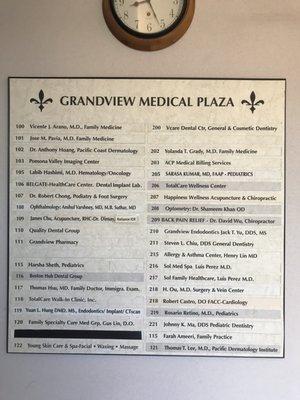 GRANDVIEW MEDICAL PLAZA
100 Vicente J. Arano, M.D., Family Medicine
101 Jose M. Pavia, M.D. Family Medicine
102 Dr. Anthony Hoang, Pacific Coast Dermatology
103 Pomona Valley Imaging Center
105 Labib Hashimi, M.D. Hematology/Oncology
106 BELGATE-HealthCare Center. Dental Implant Lab.
107 Dr. Robert Chong, Podiatry & Foot Surgery
108 Ophthalmology: Anshul Varshney, MD, M.B. Suthar, MD
109 James Chu, Acupuncture, RHC-Dr.
110 Quality Dental Group
111 Grandview Pharmacy
115 Harsha Sheth, Pediatrics
116 Boston Huh Dental Group
117 Thomas Hsu, MD, Family Doctor, Immigra. Exam.
118 TotalCare Walk-In Clinic, Inc.
119 Yuan L. Hung DMD, MS, Endodontics/ Implant/ CTscan
120 Family Specialty Care Med Grp, Gus Lin, D.O.
122 Young Skin Care & Spa-Facial • Waxing • Massage
200 Vcare Dental Ctr, General & Cosmetic Dentistry
202 Yolanda T. Grady, M.D. Family Medicine
203 ACP Medical Billing Services
205 SARASA KUMAR, MD, FAAP - PEDIATRICS
206 TotalCare Wellness Center
207 Happiness Wellness Acupuncture & Chiropractic
208 Optometry: Dr. Shameem Khan OD
209 BACK PAIN RELIEF - Dr. David Wu, Chiropractor
210 Grandview Endodontics Jack T. Yu, DDS, MS
211 Steven L. Chiu, DDS General Dentistry
215 Allergy & Asthma Center, Henry Lin MD
216 Sol Med Spa Luis Perez M.D.
217 Sol Family Healthcare, Luis Perez M.D.
218 H. Ou, M.D. Surgery & Vein Center
218 Robert Castro, DO FACC-Cardiology
219 Rosario Retino, M.D., Pediatrics
221 Johnny K. Ma, DDS Pediatric Dentistry
115 Farah Ameeri, Family Practice
121 Thomas T. Lee, M.D., Pacific Dermatology Institute